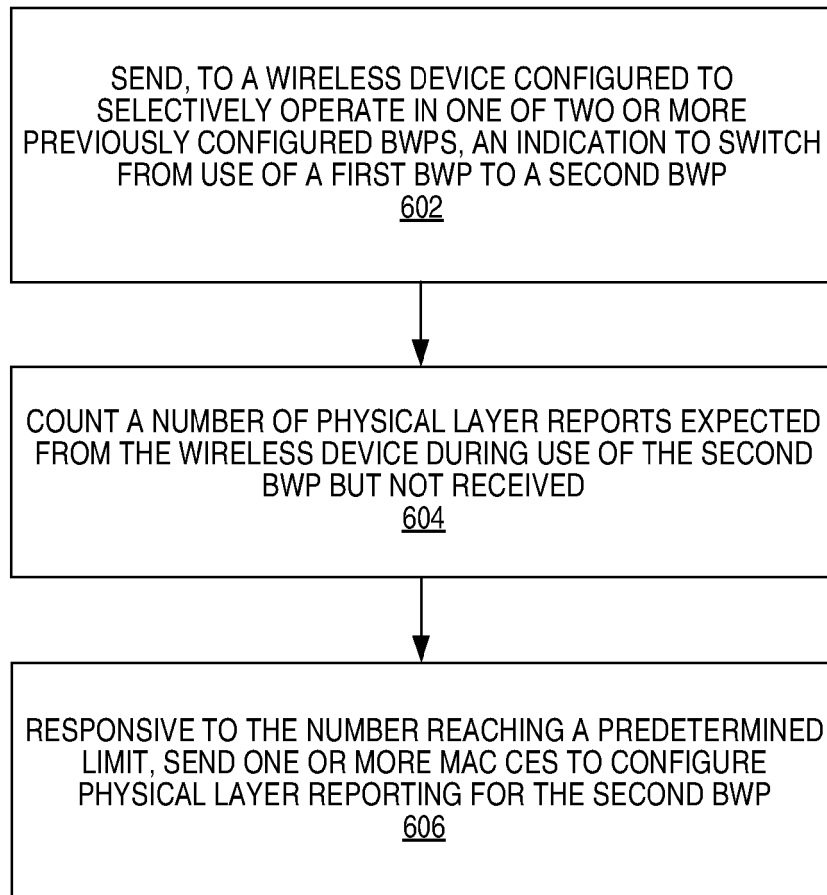 SEND, TO A WIRELESS DEVICE CONFIGURED TO
SELECTIVELY OPERATE IN ONE OF TWO OR MORE
PREVIOUSLY CONFIGURED BWPS, AN INDICATION TO SWITCH
FROM USE OF A FIRST BWP TO A SECOND BWP
602
COUNT A NUMBER OF PHYSICAL LAYER REPORTS EXPECTED
FROM THE WIRELESS DEVICE DURING USE OF THE SECOND
BWP BUT NOT RECEIVED
604
RESPONSIVE TO THE NUMBER REACHING A PREDETERMINED
LIMIT, SEND ONE OR MORE MAC CES TO CONFIGURE
PHYSICAL LAYER REPORTING FOR THE SECOND BWP
606